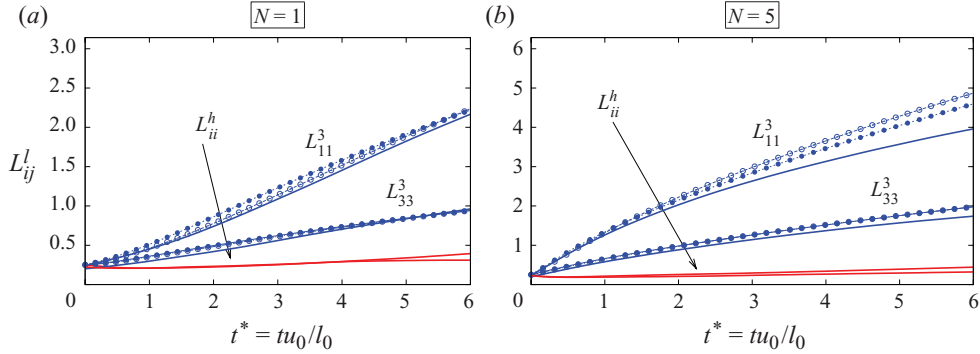 (a) N = 1
3.0
2.5
2.0
1.5
1.0
0.5
0
L^l_{ij}
L^h_{ii}
L^3_{11}
L^3_{33}
1 2 3 4 5 6
t* = tu_0/l_0
(b) N = 5
6
5
4
3
2
1
0
L^h_{ii}
L^3_{11}
L^3_{33}
1 2 3 4 5 6
t* = tu_0/l_0